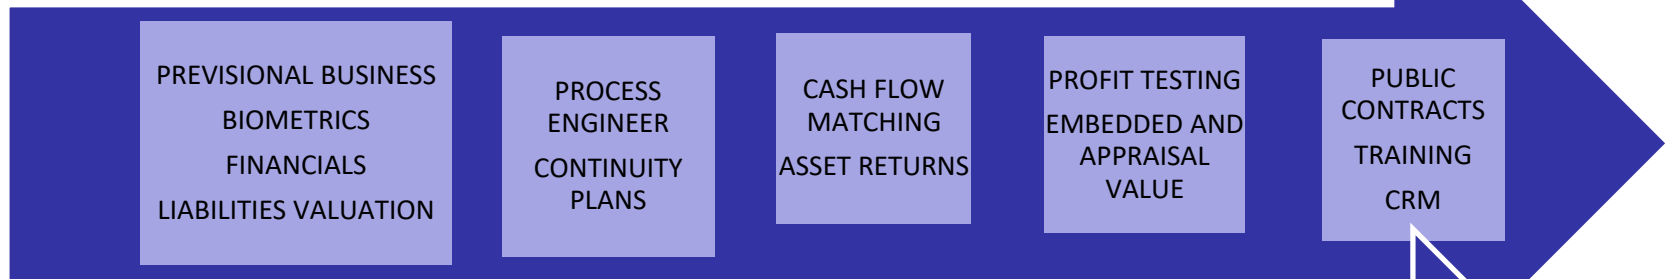 PREVISIONAL BUSINESS
BIOMETRICS
FINANCIALS
LIABILITIES VALUATION
PROCESS
ENGINEER
CONTINUITY
PLANS
CASH FLOW
MATCHING
ASSET RETURNS
PROFIT TESTING
EMBEDDED AND
APPRAISAL
VALUE
PUBLIC
CONTRACTS
TRAINING
CRM